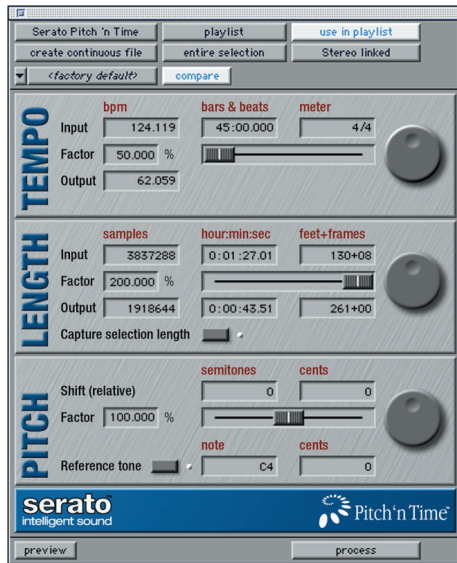 Serato Pitch 'n Time playlist use in playlist
create continuous file entire selection Stereo linked
<factory default> compare
TEMPO
bpm bars & beats meter
Input 124.119 45:00.000 4/4
Factor 50.000 %
Output 62.059
LENGTH
samples hour:min:sec feet+frames
Input 3837288 0:01:27.01 130+08
Factor 200.000 %
Output 1918644 0:00:43.51 261+00
Capture selection length
PITCH
semitones cents
Shift (relative) 0 0
Factor 100.000 %
note cents
Reference tone C4 0
serato™
intelligent sound
Pitch'n Time™
preview process